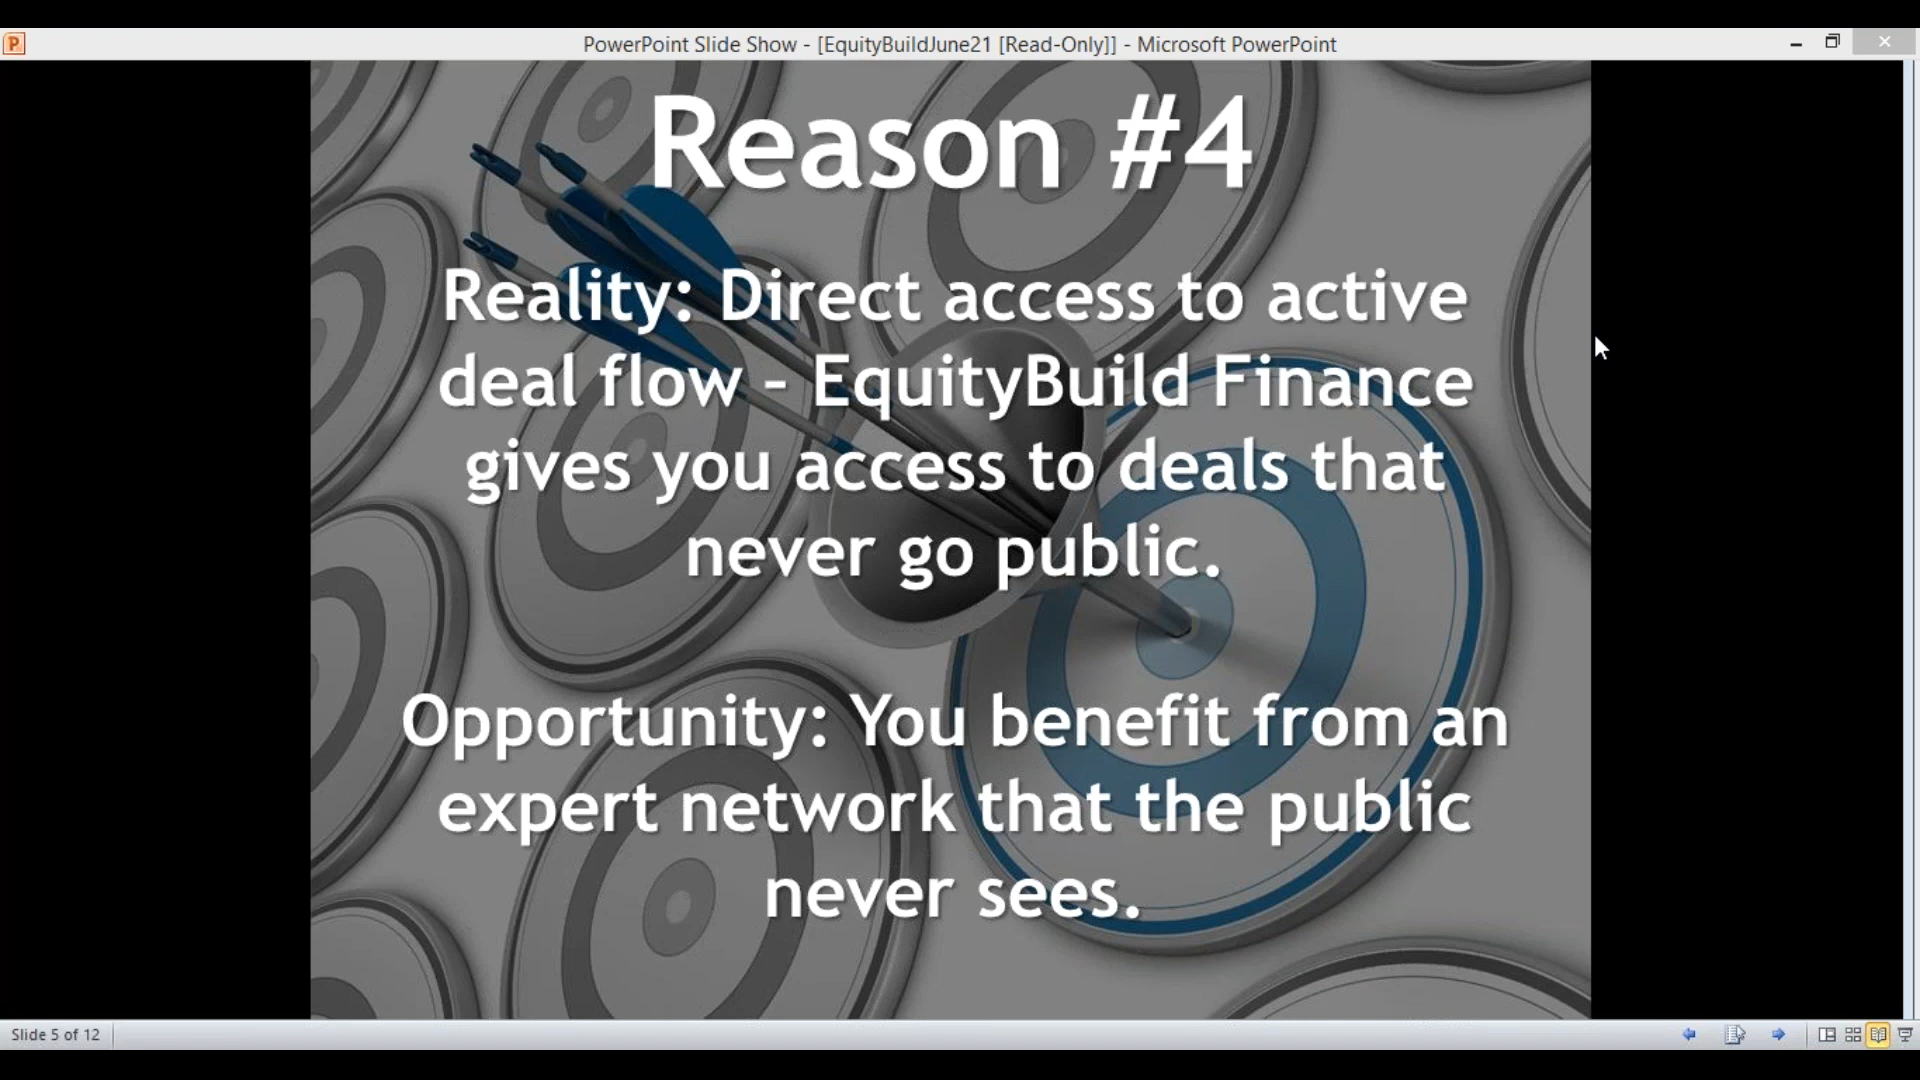 PowerPoint Slide Show - [EquityBuildJune21 [Read-Only]] - Microsoft PowerPoint
Reason #4
Reality: Direct access to active
deal flow – EquityBuild Finance
gives you access to deals that
never go public.
Opportunity: You benefit from an
expert network that the public
never sees.
Slide 5 of 12